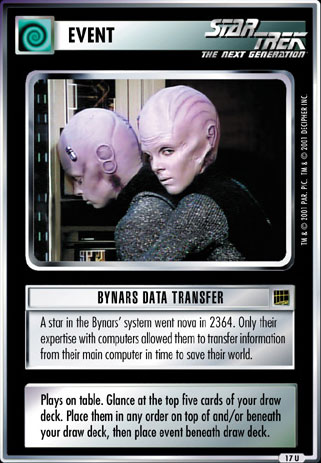 EVENT
STAR TREK
THE NEXT GENERATION
TM & © 2001 PAR. PIC. TM & © 2001 DECIPHER INC.
BYNARS DATA TRANSFER
A star in the Bynars' system went nova in 2364. Only their
expertise with computers allowed them to transfer information
from their main computer in time to save their world.
Plays on table. Glance at the top five cards of your draw
deck. Place them in any order on top of and/or beneath
your draw deck, then place event beneath draw deck.
17 U